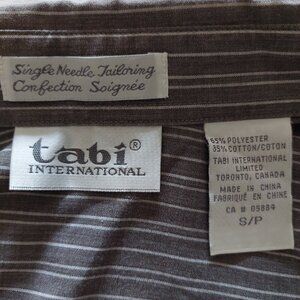 Single Needle Tailoring
Confection Soignée
tabi®
INTERNATIONAL
65% POLYESTER
35% COTTON/COTON
TABI INTERNATIONAL
LIMITED
TORONTO, CANADA
MADE IN CHINA
FABRIQUÉ EN CHINE
CA # 05884
S/P